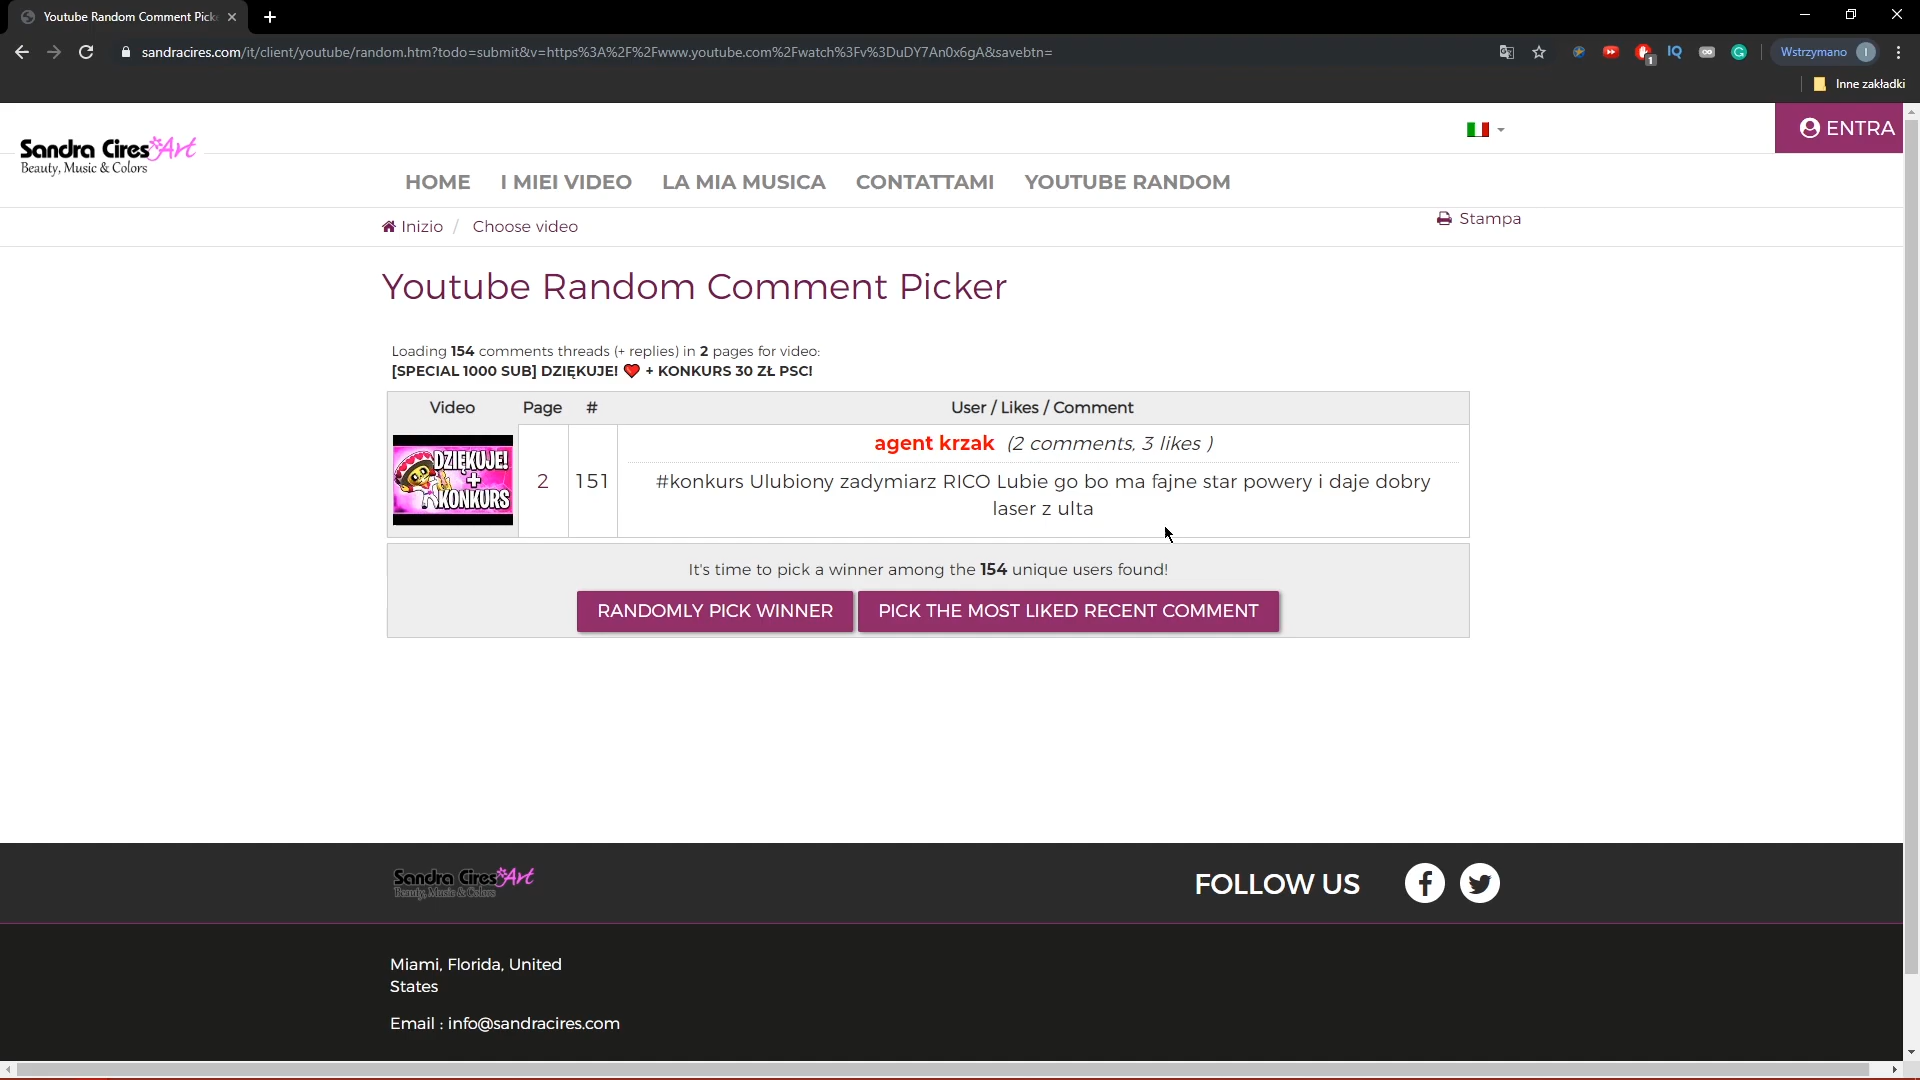 Youtube Random Comment Pick
sandracires.com/it/client/youtube/random.htm?todo=submit&v=https%3A%2F%2Fwww.youtube.com%2Fwatch%3Fv%3DuDY7An0x6gA&savebtn=
1
IQ
G
Wstrzymano
I
Inne zakładki
Sandra Cires Art
Beauty, Music & Colors
ENTRA
HOME I MIEI VIDEO LA MIA MUSICA CONTATTAMI YOUTUBE RANDOM
Inizio / Choose video
Stampa
Youtube Random Comment Picker
Loading 154 comments threads (+ replies) in 2 pages for video:
[SPECIAL 1000 SUB] DZIĘKUJE! ❤ + KONKURS 30 ZŁ PSC!
Video Page # User / Likes / Comment
DZIĘKUJE!
+
KONKURS
2 151
agent krzak (2 comments, 3 likes )
#konkurs Ulubiony zadymiarz RICO Lubie go bo ma fajne star powery i daje dobry
laser z ulta
It's time to pick a winner among the 154 unique users found!
RANDOMLY PICK WINNER PICK THE MOST LIKED RECENT COMMENT
Sandra Cires Art
Beauty, Music & Colors
FOLLOW US
Miami, Florida, United
States
Email : info@sandracires.com